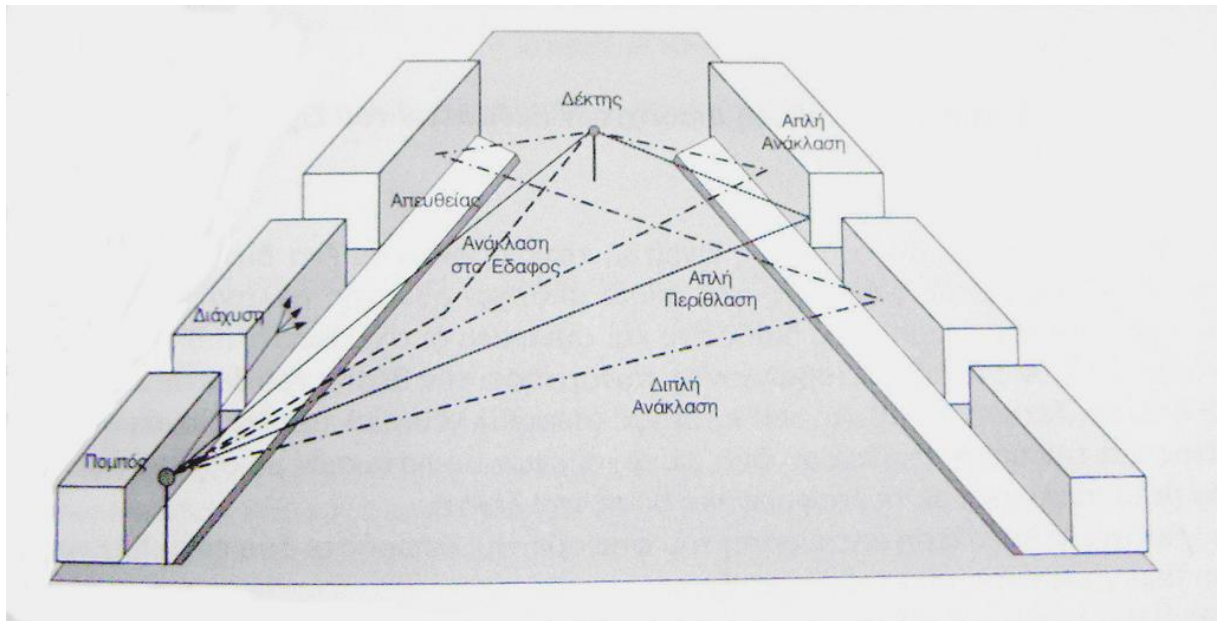 Δέκτης
Απλή
Ανάκλαση
Απευθείας
Ανάκλαση
στο Έδαφος
Απλή
Περίθλαση
Διάχυση
Διπλή
Ανάκλαση
Πομπός